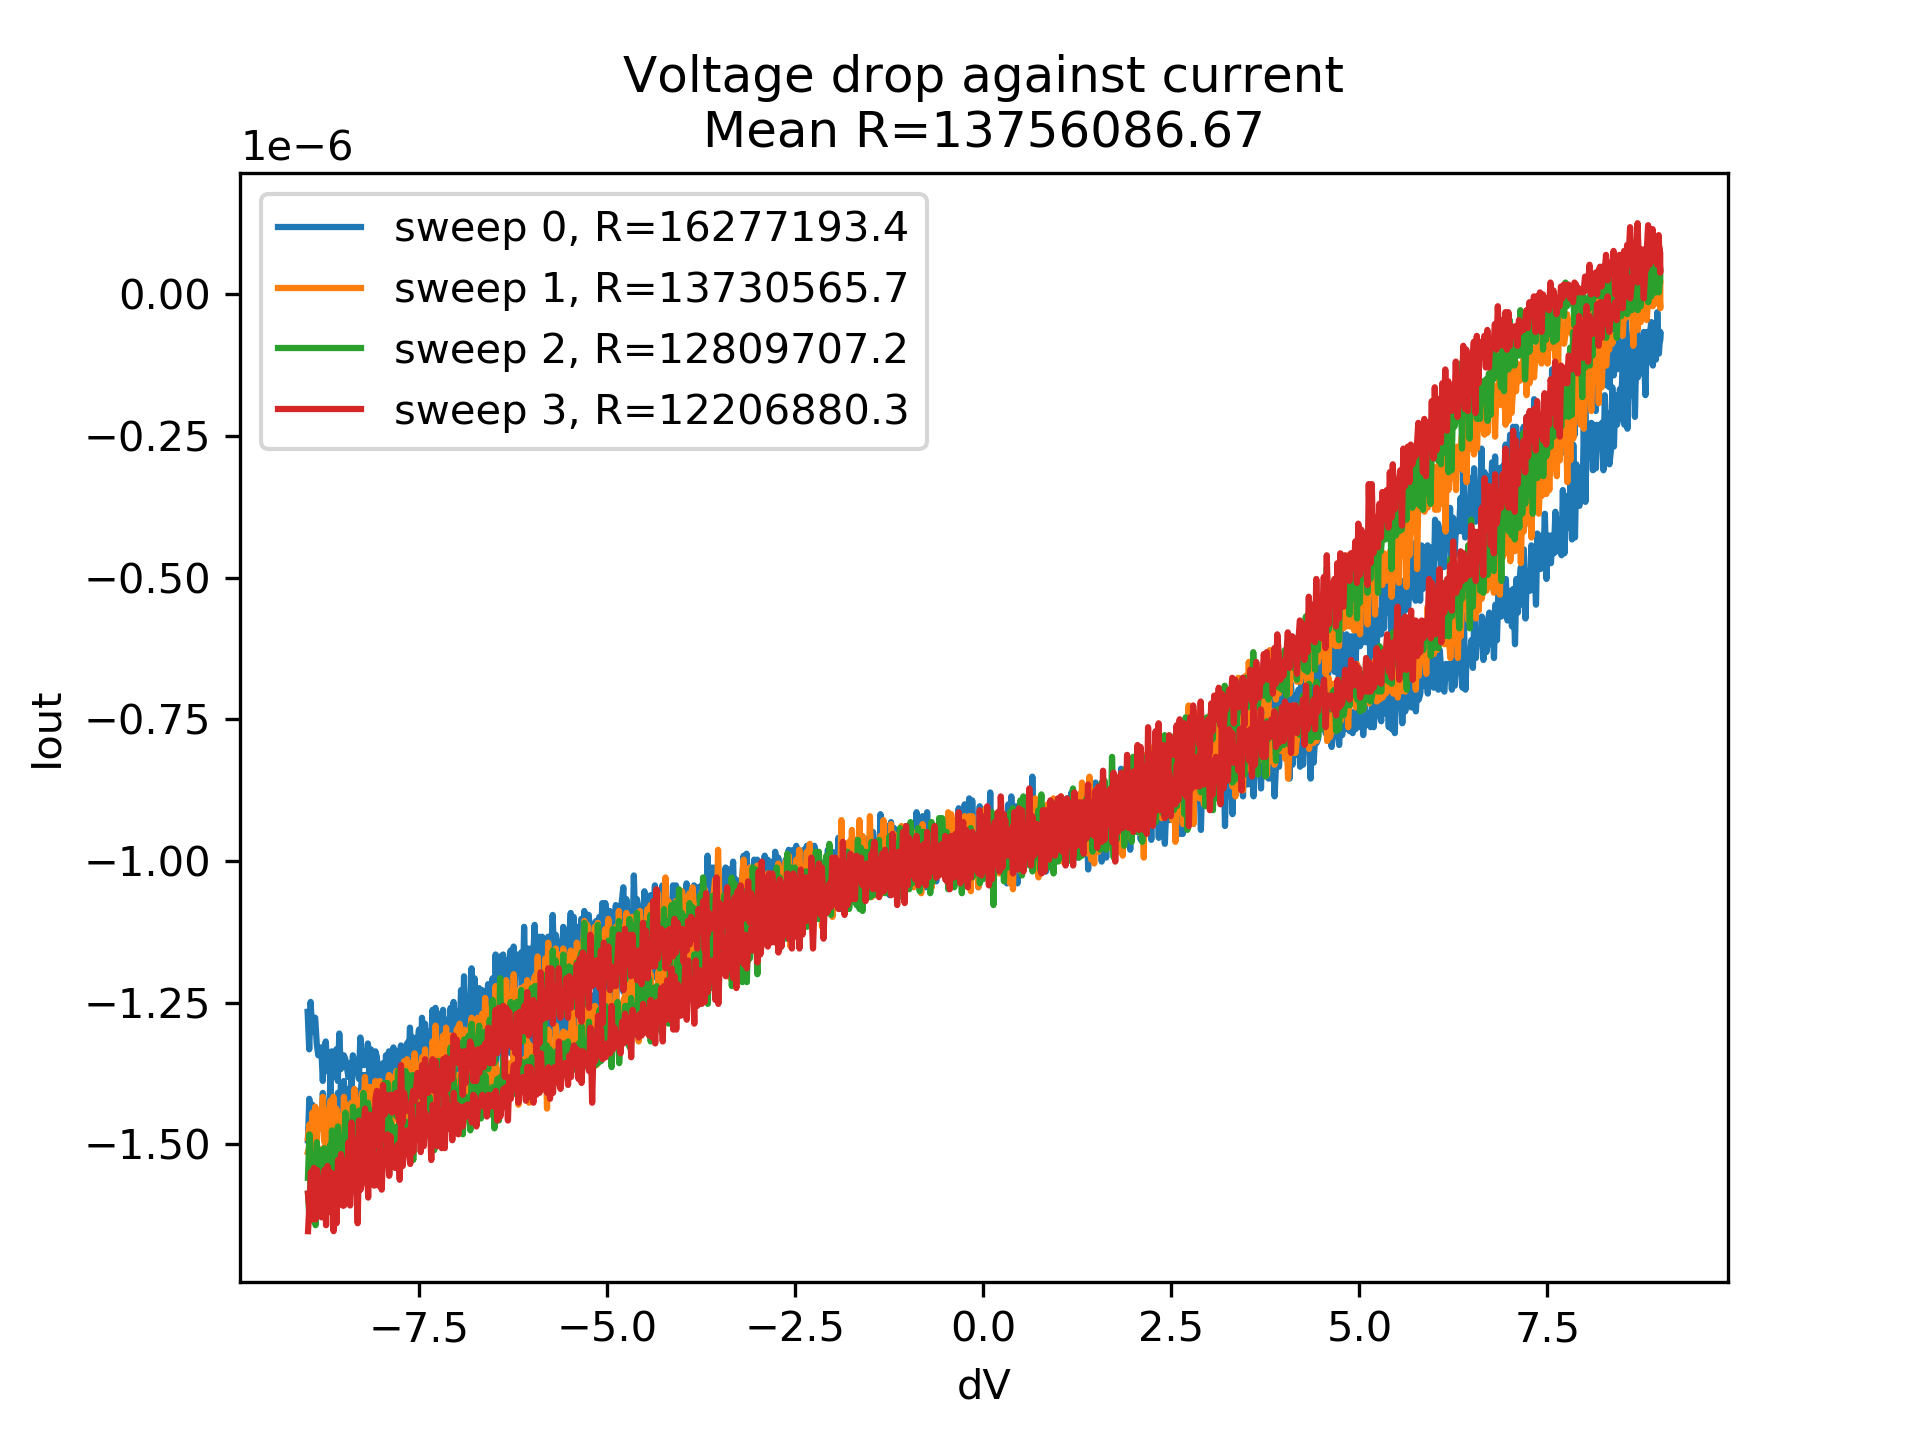 Voltage drop against current
Mean R=13756086.67
1e−6
sweep 0, R=16277193.4
sweep 1, R=13730565.7
sweep 2, R=12809707.2
sweep 3, R=12206880.3
0.00
−0.25
−0.50
−0.75
−1.00
−1.25
−1.50
Iout
−7.5 −5.0 −2.5 0.0 2.5 5.0 7.5
dV